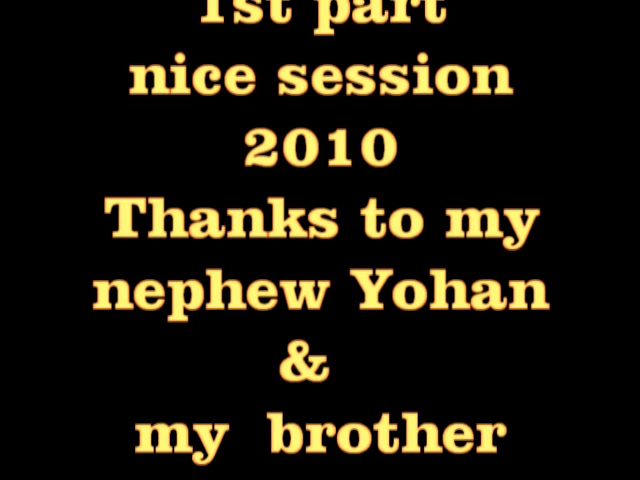 1st part
nice session
2010
Thanks to my
nephew Yohan
&
my brother